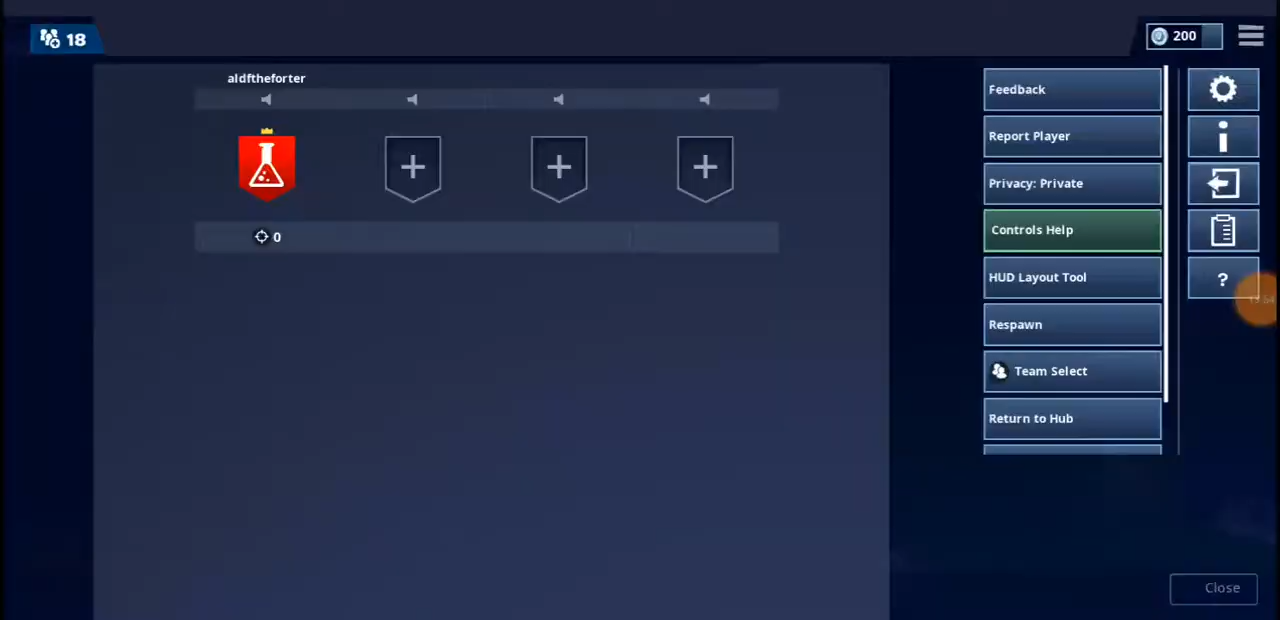 18
200
aldftheforter
0
Feedback
Report Player
Privacy: Private
Controls Help
HUD Layout Tool
Respawn
Team Select
Return to Hub
?
Close